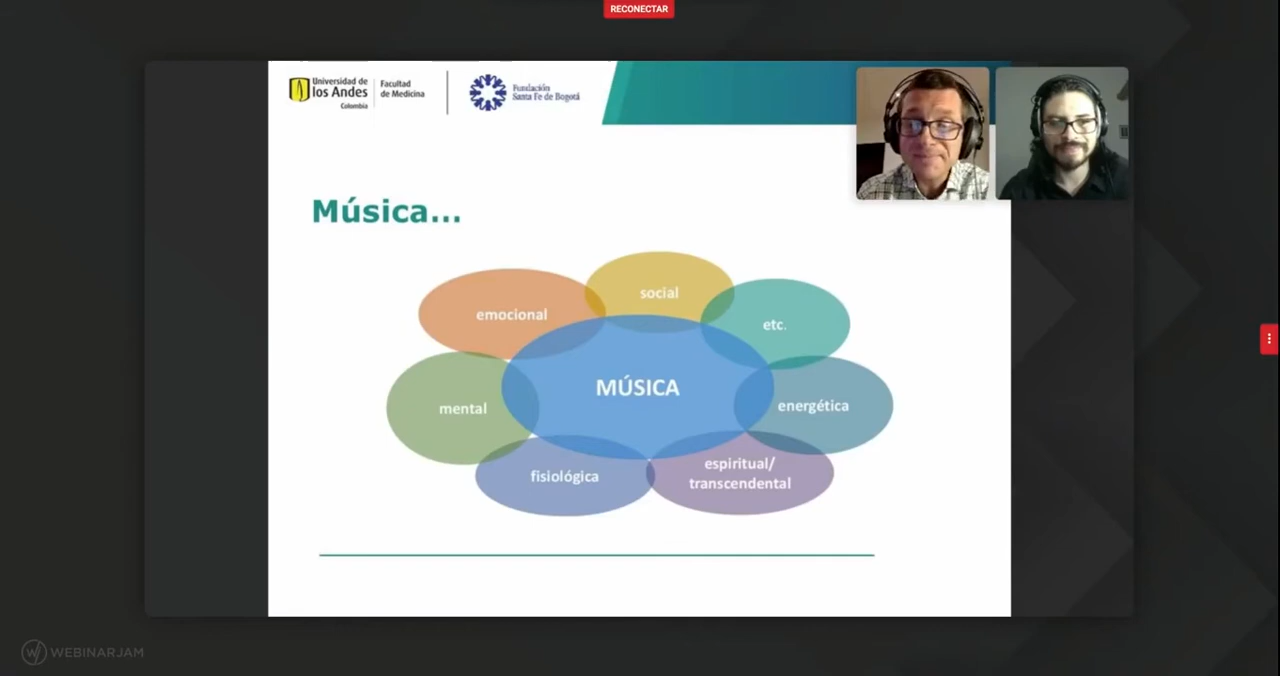 RECONECTAR
Universidad de
los Andes
Colombia
Facultad
de Medicina
Fundación
Santa Fe de Bogotá
Música...
social
emocional
etc.
MÚSICA
mental
energética
fisiológica
espiritual/
transcendental
WEBINARJAM